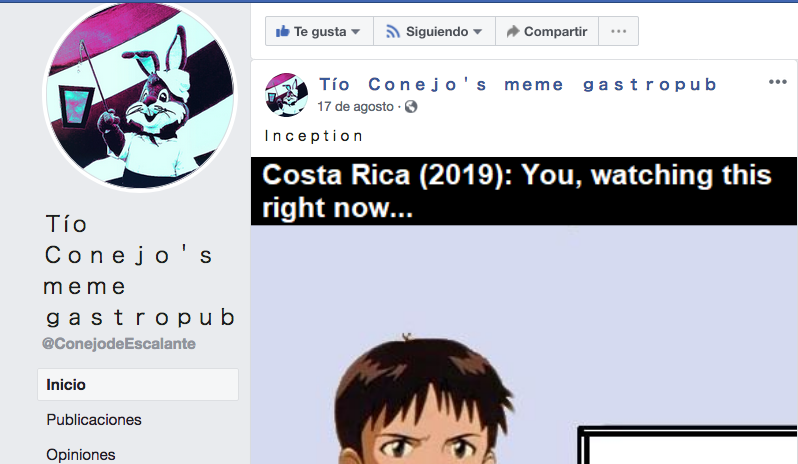 Te gusta
Siguiendo
Compartir
Tío Conejo's meme gastropub
17 de agosto
Inception
Costa Rica (2019): You, watching this
right now...
Tío
Conejo's
meme
gastropub
@ConejodeEscalante
Inicio
Publicaciones
Opiniones